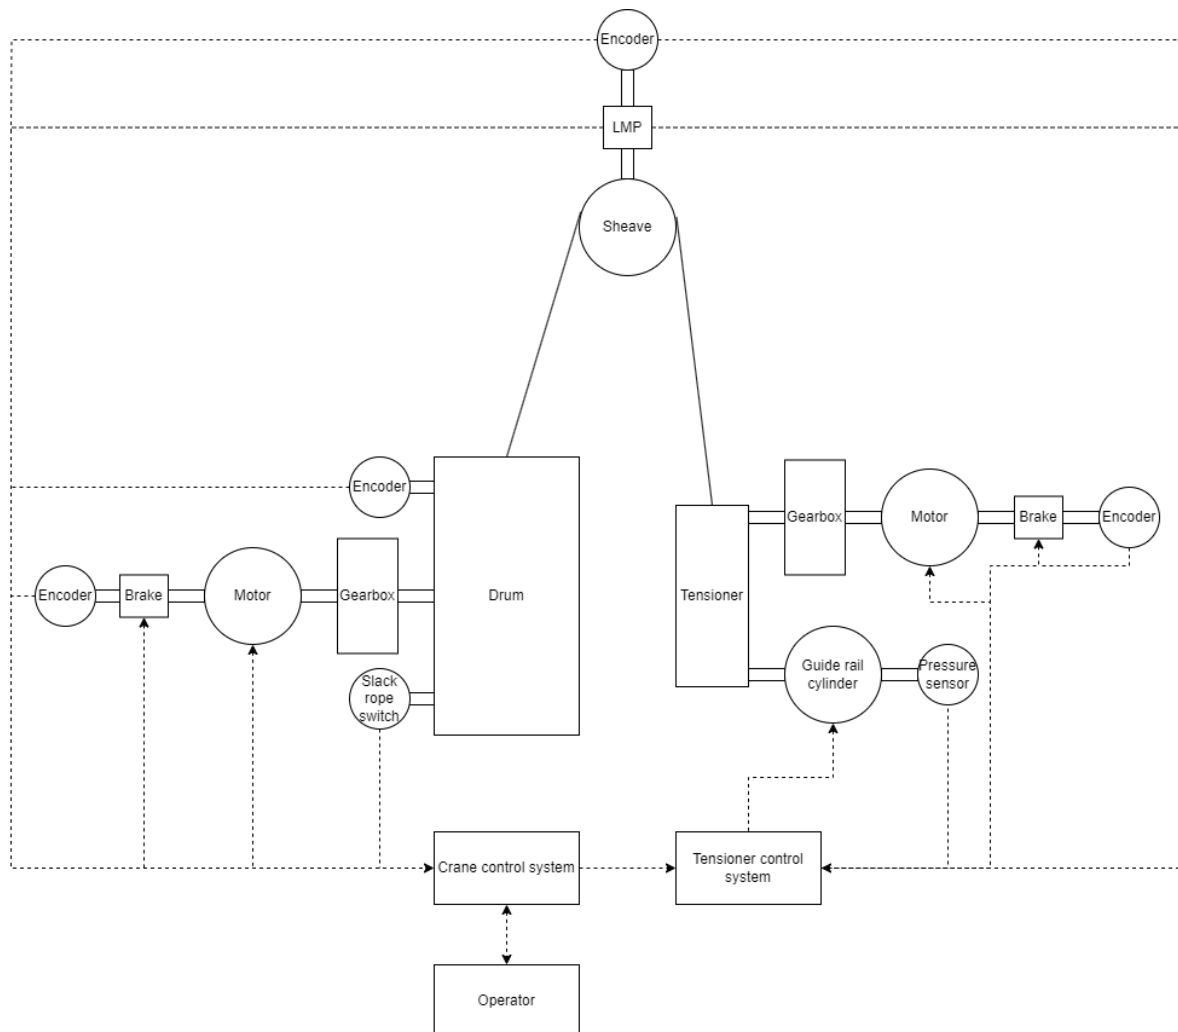 Encoder
LMP
Sheave
Encoder
Gearbox
Motor
Brake
Encoder
Encoder
Brake
Motor
Gearbox
Drum
Tensioner
Slack
rope
switch
Guide rail
cylinder
Pressure
sensor
Crane control system
Tensioner control
system
Operator